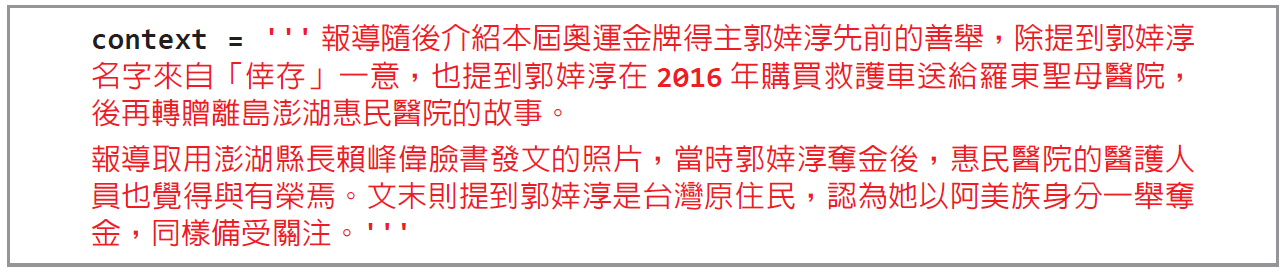 context = ''' 報導隨後介紹本屆奧運金牌得主郭婞淳先前的善舉，除提到郭婞淳
名字來自「倖存」一意，也提到郭婞淳在 2016 年購買救護車送給羅東聖母醫院，
後再轉贈離島澎湖惠民醫院的故事。
報導取用澎湖縣長賴峰偉臉書發文的照片，當時郭婞淳奪金後，惠民醫院的醫護人
員也覺得與有榮焉。文末則提到郭婞淳是台灣原住民，認為她以阿美族身分一舉奪
金，同樣備受關注。'''